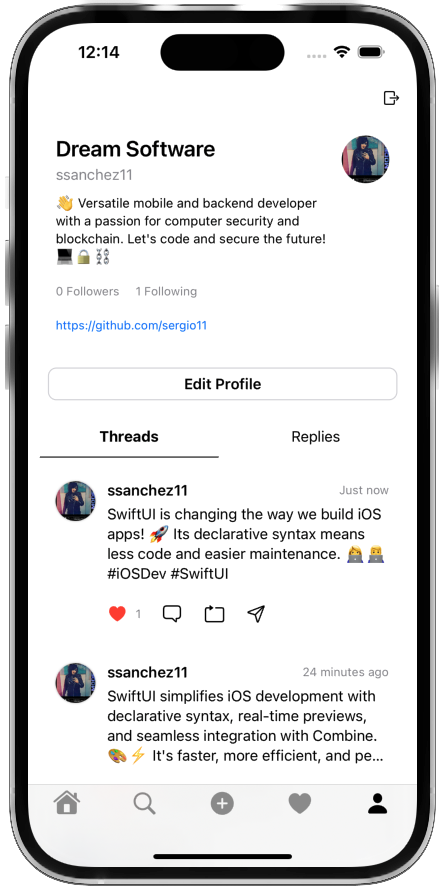 12:14
Dream Software
ssanchez11
👋 Versatile mobile and backend developer
with a passion for computer security and
blockchain. Let's code and secure the future!
💻🔒⛓️
0 Followers 1 Following
https://github.com/sergio11
Edit Profile
Threads Replies
ssanchez11 Just now
SwiftUI is changing the way we build iOS
apps! 🚀 Its declarative syntax means
less code and easier maintenance. 👩‍💻👨‍💻
#iOSDev #SwiftUI
1
ssanchez11 24 minutes ago
SwiftUI simplifies iOS development with
declarative syntax, real-time previews,
and seamless integration with Combine.
🎨⚡ It's faster, more efficient, and pe...